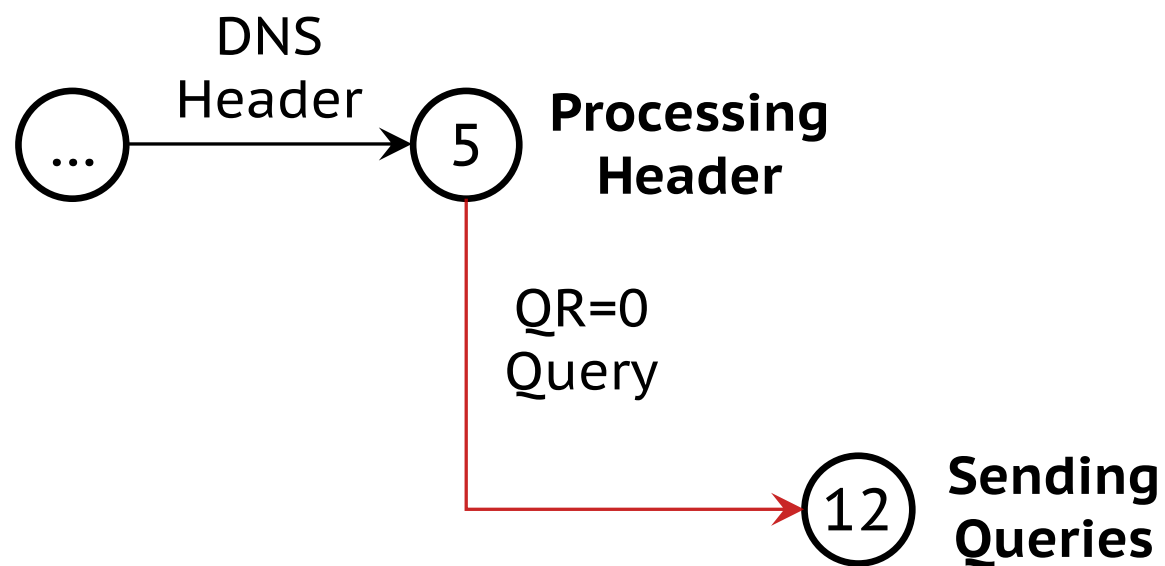 DNS
Header
...
5
Processing
Header
QR=0
Query
12
Sending
Queries